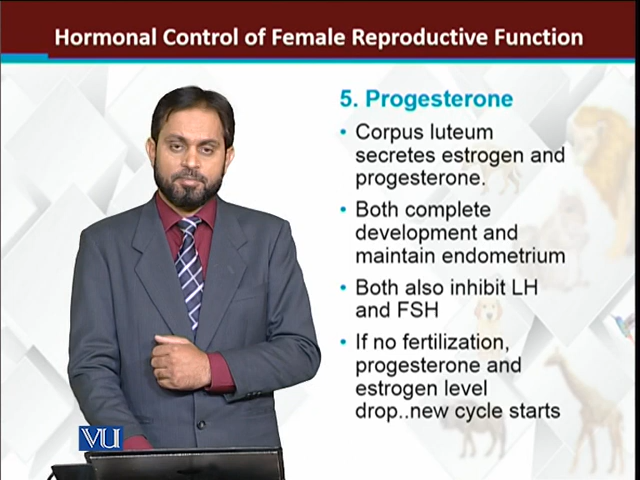 Hormonal Control of Female Reproductive Function
5. Progesterone
• Corpus luteum
secretes estrogen and
progesterone.
• Both complete
development and
maintain endometrium
• Both also inhibit LH
and FSH
• If no fertilization,
progesterone and
estrogen level
drop..new cycle starts
VU